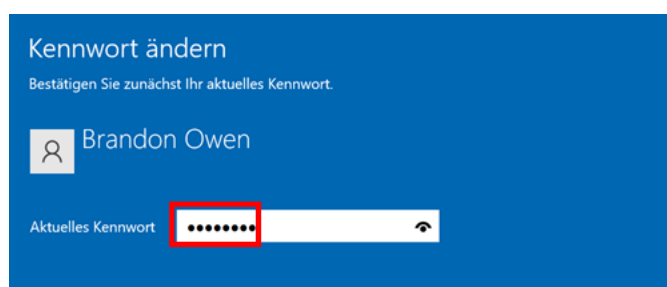 Kennwort ändern
Bestätigen Sie zunächst Ihr aktuelles Kennwort.
Brandon Owen
Aktuelles Kennwort ••••••••